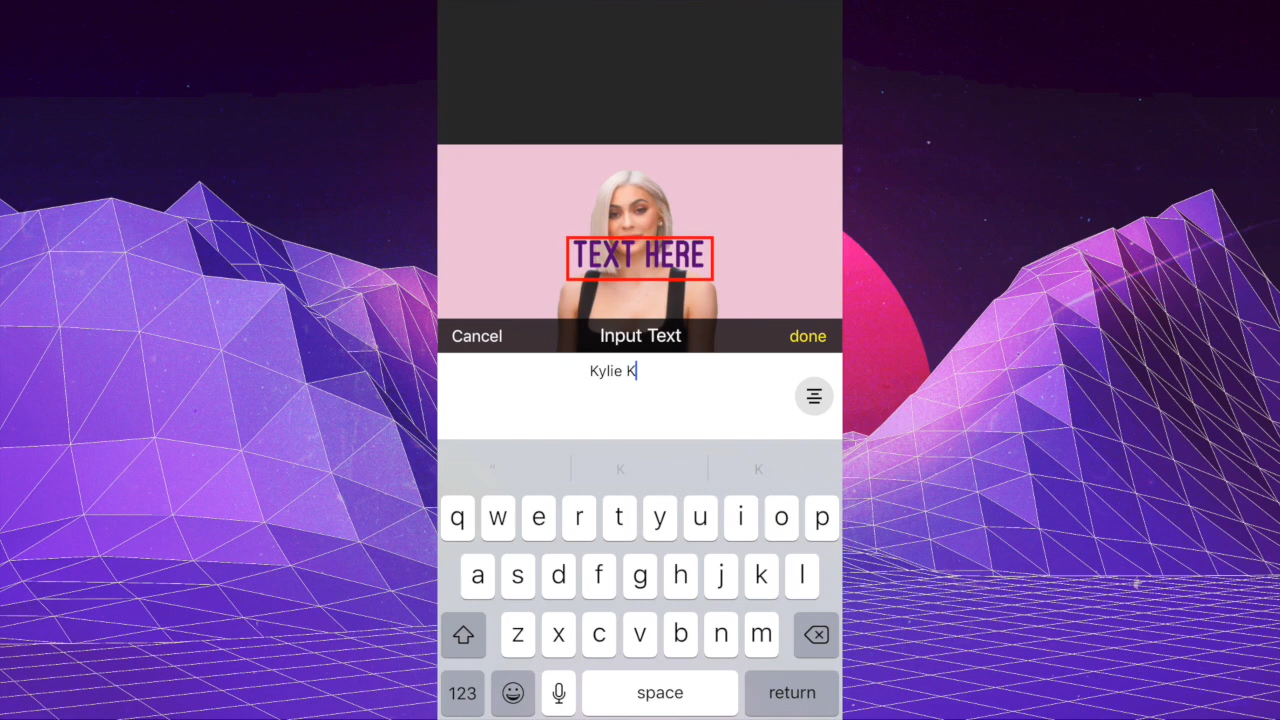 TEXT HERE
Cancel Input Text done
Kylie K
“ K K
q w e r t y u i o p
a s d f g h j k l
z x c v b n m
123 space return